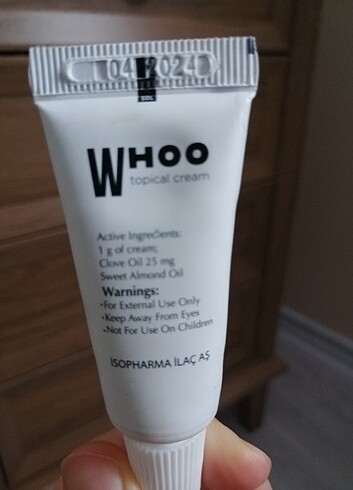 04 2024
WHOO
topical cream
Active Ingredients:
1 g of cream;
Clove Oil 25 mg
Sweet Almond Oil
Warnings:
•For External Use Only
•Keep Away From Eyes
•Not For Use On Children
İSOPHARMA İLAÇ AŞ